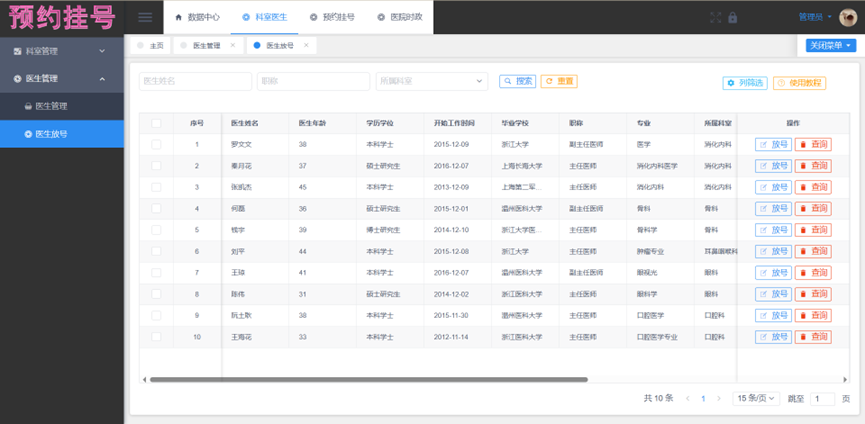 预约挂号
数据中心 科室医生 预约挂号 医院时政 管理员
科室管理
主页 医生管理 × 医生放号 × 关闭菜单
医生管理
医生管理
医生放号
医生姓名 职称 所属科室 搜索 重置 列筛选 使用教程
序号 医生姓名 医生年龄 学历学位 开始工作时间 毕业学校 职称 专业 所属科室 操作
1 罗文文 38 本科学士 2015-12-09 浙江大学 副主任医师 医学 消化内科 放号 查询
2 秦月花 37 硕士研究生 2016-12-07 上海长海大学 主任医师 消化内科医学 消化内科 放号 查询
3 张凯杰 45 本科学士 2013-12-09 上海第二军... 主任医师 消化内科 消化内科 放号 查询
4 何磊 36 硕士研究生 2015-12-01 温州医科大学 副主任医师 骨科 骨科 放号 查询
5 钱宇 39 博士研究生 2014-12-10 浙江大学医... 主任医师 骨科学 骨科 放号 查询
6 刘平 44 本科学士 2015-12-08 浙江大学 主任医师 肿瘤专业 耳鼻咽喉科 放号 查询
7 41 本科学士 2016-12-07 温州医科大学 副主任医师 眼视光 眼科 放号 查询
8 陈伟 31 硕士研究生 2014-12-02 浙江医科大学 主任医师 眼科学 眼科 放号 查询
9 38 本科学士 2015-11-30 温州医科大学 主任医师 口腔医学 口腔科 放号 查询
10 王海花 33 本科学士 2012-11-14 浙江医科大学 主任医师 口腔医学专业 口腔科 放号 查询
共 10 条 < 1 > 15 条/页 跳至 1 页